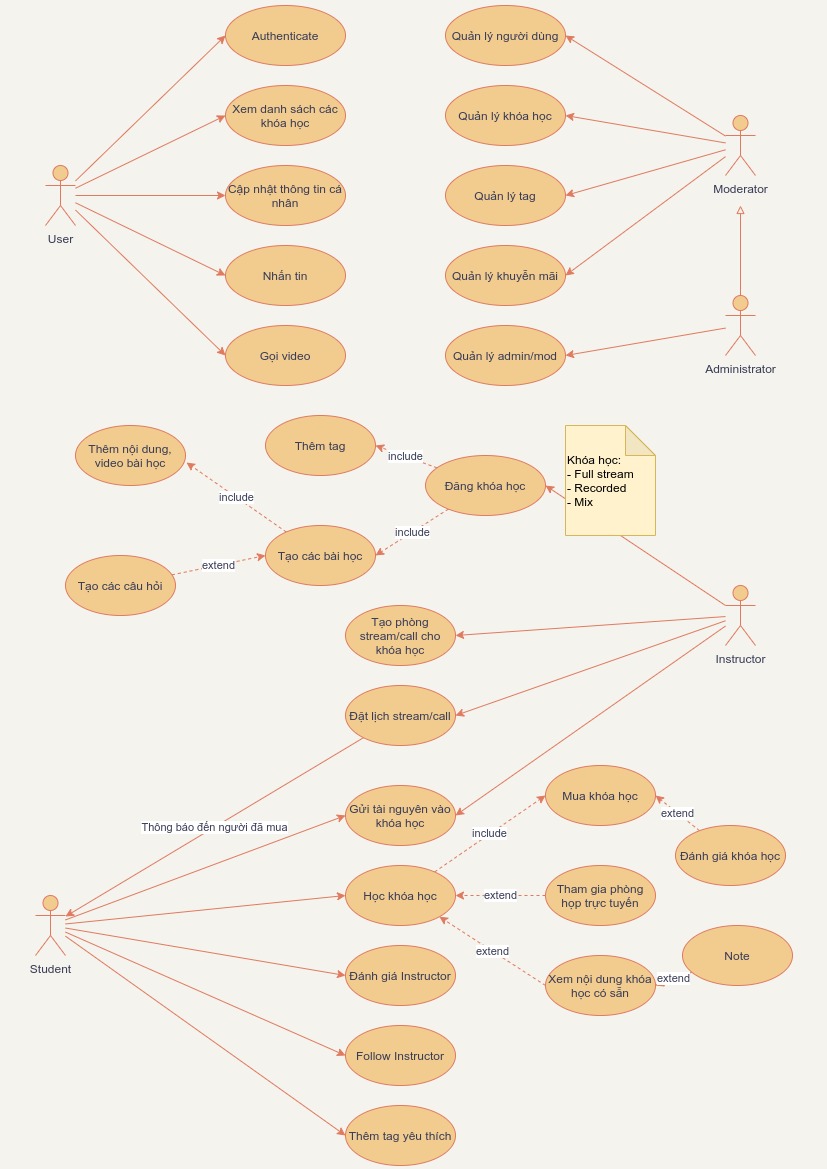 Authenticate
Quản lý người dùng
Xem danh sách các
khóa học
Quản lý khóa học
Moderator
Cập nhật thông tin cá
nhân
Quản lý tag
User
Nhắn tin
Quản lý khuyễn mãi
Gọi video
Quản lý admin/mod
Administrator
Thêm nội dung,
video bài học
Thêm tag
include
Đăng khóa học
Khóa học:
- Full stream
- Recorded
- Mix
include
include
Tạo các bài học
extend
Tạo các câu hỏi
Tạo phòng
stream/call cho
khóa học
Instructor
Đặt lịch stream/call
Thông báo đến người đã mua
Gửi tài nguyên vào
khóa học
Mua khóa học
extend
include
Đánh giá khóa học
Học khóa học
extend
Tham gia phòng
họp trực tuyến
Student
Đánh giá Instructor
extend
Xem nội dung khóa
học có sẵn
extend
Note
Follow Instructor
Thêm tag yêu thích